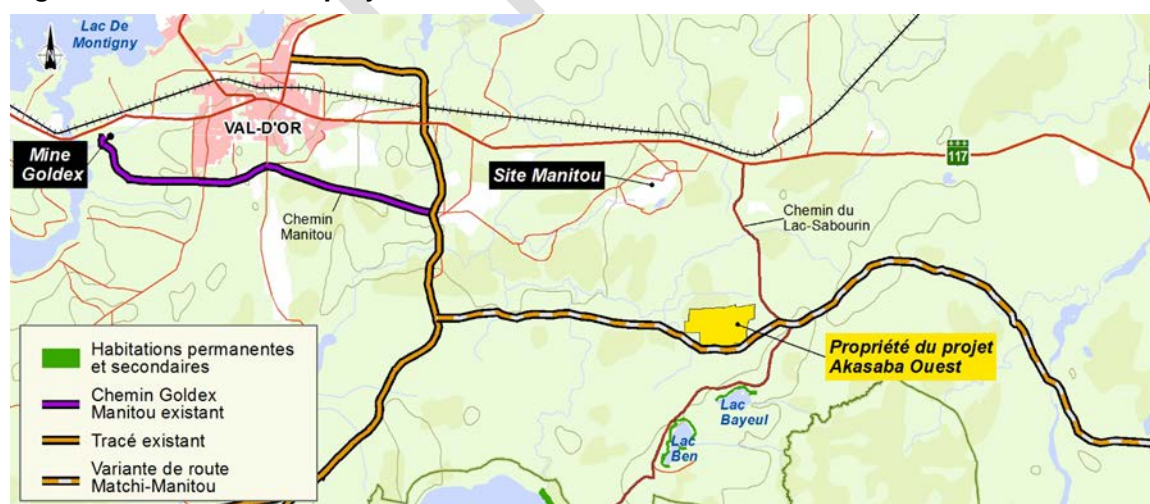 Lac De
Montigny
N
VAL-D'OR
Mine
Goldex
Site Manitou
117
Chemin
Manitou
Chemin du
Lac-Sabourin
Propriété du projet
Akasaba Ouest
Lac
Bayeul
Lac
Ben
Habitations permanentes
et secondaires
Chemin Goldex
Manitou existant
Tracé existant
Variante de route
Matchi-Manitou